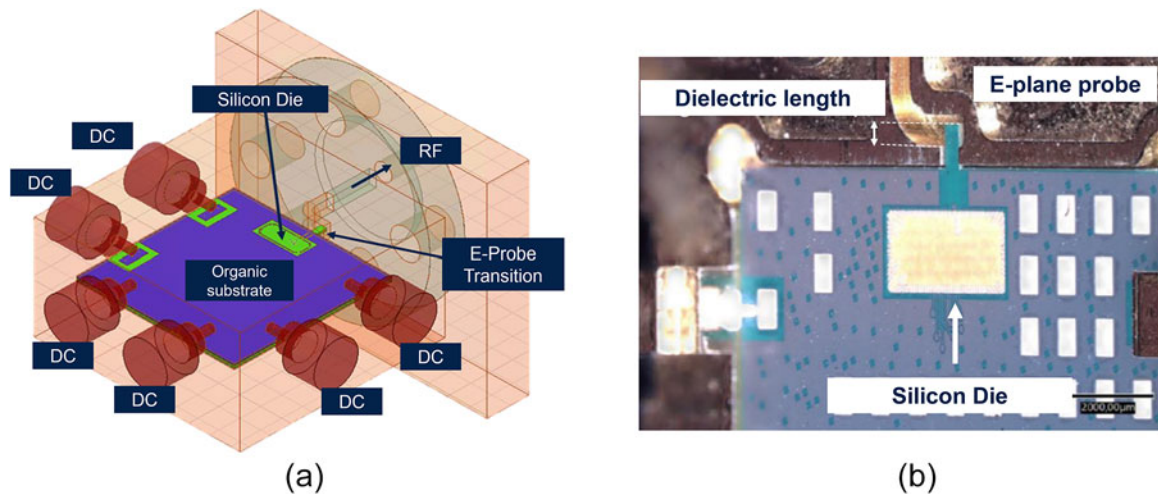 Silicon Die
DC
RF
DC
E-Probe
Transition
Organic
substrate
DC
DC
DC
DC
(a)
E-plane probe
Dielectric length
Silicon Die
2000.00µm
(b)